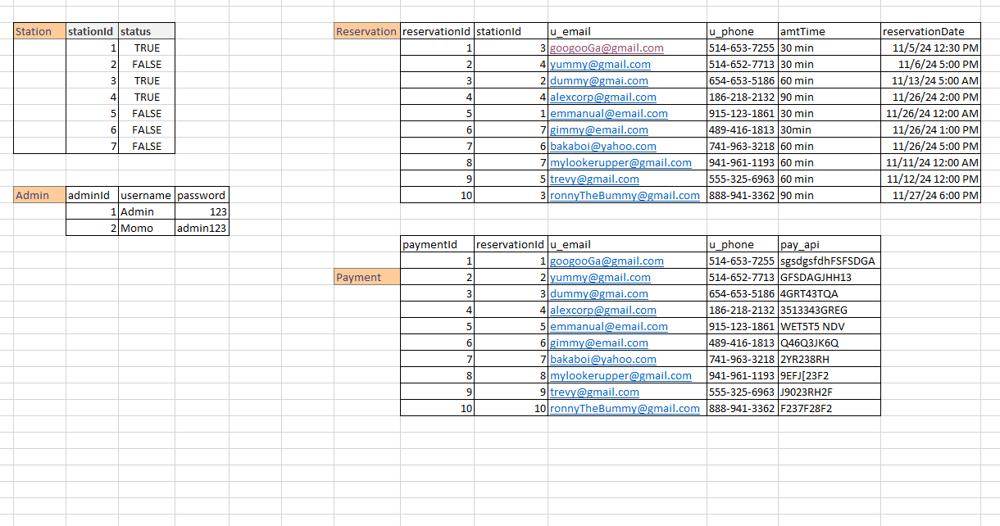 Station stationId status
1 TRUE
2 FALSE
3 TRUE
4 TRUE
5 FALSE
6 FALSE
7 FALSE
Admin adminId username password
1 Admin 123
2 Momo admin123
Reservation reservationId stationId u_email u_phone amtTime reservationDate
1 3 googooGa@gmail.com 514-653-7255 30 min 11/5/24 12:30 PM
2 4 yummy@gmail.com 514-652-7713 30 min 11/6/24 5:00 PM
3 2 dummy@gmai.com 654-653-5186 60 min 11/13/24 5:00 AM
4 4 alexcorp@gmail.com 186-218-2132 90 min 11/26/24 2:00 PM
5 1 emmanual@email.com 915-123-1861 30 min 11/26/24 12:00 AM
6 7 gimmy@email.com 489-416-1813 30min 11/26/24 1:00 PM
7 6 bakaboi@yahoo.com 741-963-3218 60 min 11/26/24 5:00 PM
8 7 mylookerupper@gmail.com 941-961-1193 60 min 11/11/24 12:00 AM
9 5 trevy@gmail.com 555-325-6963 60 min 11/12/24 12:00 PM
10 3 ronnyTheBummy@gmail.com 888-941-3362 90 min 11/27/24 6:00 PM
paymentId reservationId u_email u_phone pay_api
1 1 googooGa@gmail.com 514-653-7255 sgsdgsfdhFSFSDGA
Payment 2 2 yummy@gmail.com 514-652-7713 GFSDAGJHH13
3 3 dummy@gmai.com 654-653-5186 4GRT43TQA
4 4 alexcorp@gmai.com 186-218-2132 3513343GREG
5 5 emmanual@email.com 915-123-1861 WET5T5 NDV
6 6 gimmy@email.com 489-416-1813 Q46Q3JK6Q
7 7 bakaboi@yahoo.com 741-963-3218 2YR238RH
8 8 mylookerupper@gmail.com 941-961-1193 9EFJ[23F2
9 9 trevy@gmail.com 555-325-6963 J9023RH2F
10 10 ronnyTheBummy@gmail.com 888-941-3362 F237F28F2